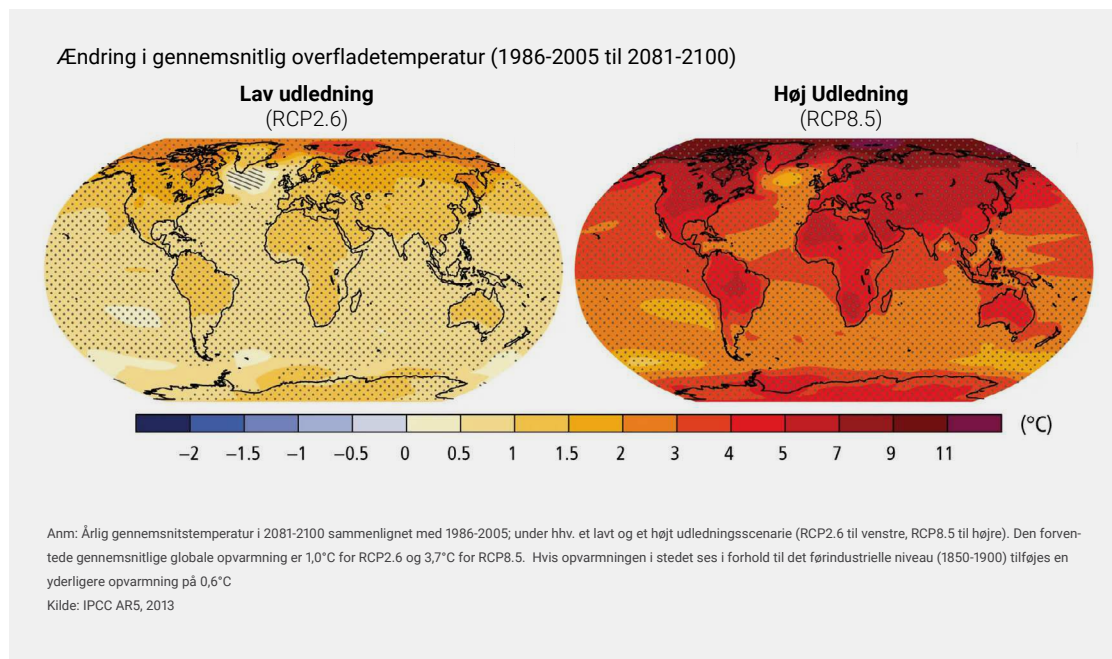 Ændring i gennemsnitlig overfladetemperatur (1986-2005 til 2081-2100)
Lav udledning
(RCP2.6)
Høj Udledning
(RCP8.5)
(°C)
−2 −1.5 −1 −0.5 0 0.5 1 1.5 2 3 4 5 7 9 11
Anm: Årlig gennemsnitstemperatur i 2081-2100 sammenlignet med 1986-2005; under hhv. et lavt og et højt udledningsscenarie (RCP2.6 til venstre, RCP8.5 til højre). Den forven-
tede gennemsnitlige globale opvarmning er 1,0°C for RCP2.6 og 3,7°C for RCP8.5. Hvis opvarmningen i stedet ses i forhold til det førindustrielle niveau (1850-1900) tilføjes en
yderligere opvarmning på 0,6°C
Kilde: IPCC AR5, 2013